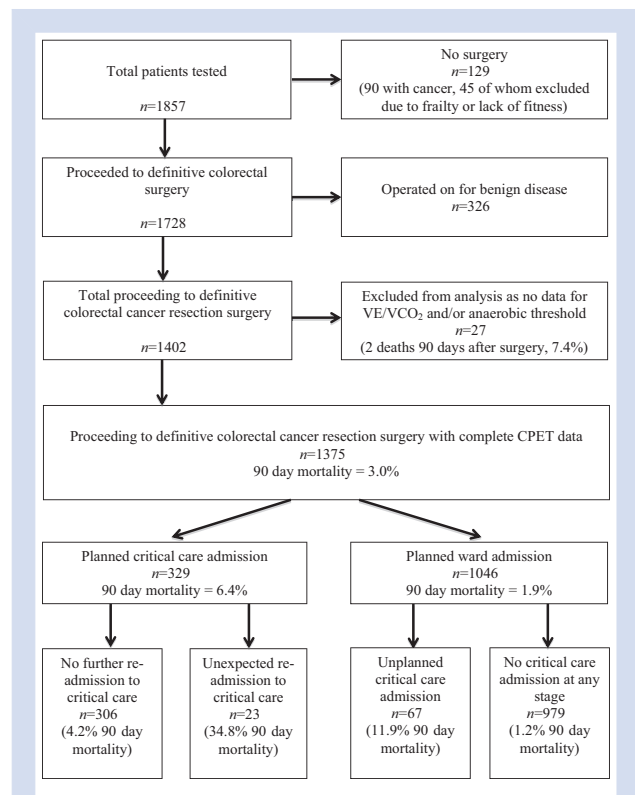 Total patients tested
n=1857
No surgery
n=129
(90 with cancer, 45 of whom excluded
due to frailty or lack of fitness)
Proceeded to definitive colorectal
surgery
n=1728
Operated on for benign disease
n=326
Total proceeding to definitive
colorectal cancer resection surgery
n=1402
Excluded from analysis as no data for
VE/VCO₂ and/or anaerobic threshold
n=27
(2 deaths 90 days after surgery, 7.4%)
Proceeding to definitive colorectal cancer resection surgery with complete CPET data
n=1375
90 day mortality = 3.0%
Planned critical care admission
n=329
90 day mortality = 6.4%
Planned ward admission
n=1046
90 day mortality = 1.9%
No further re-
admission to
critical care
n=306
(4.2% 90 day
mortality)
Unexpected re-
admission to
critical care
n=23
(34.8% 90 day
mortality)
Unplanned
critical care
admission
n=67
(11.9% 90 day
mortality)
No critical care
admission at any
stage
n=979
(1.2% 90 day
mortality)